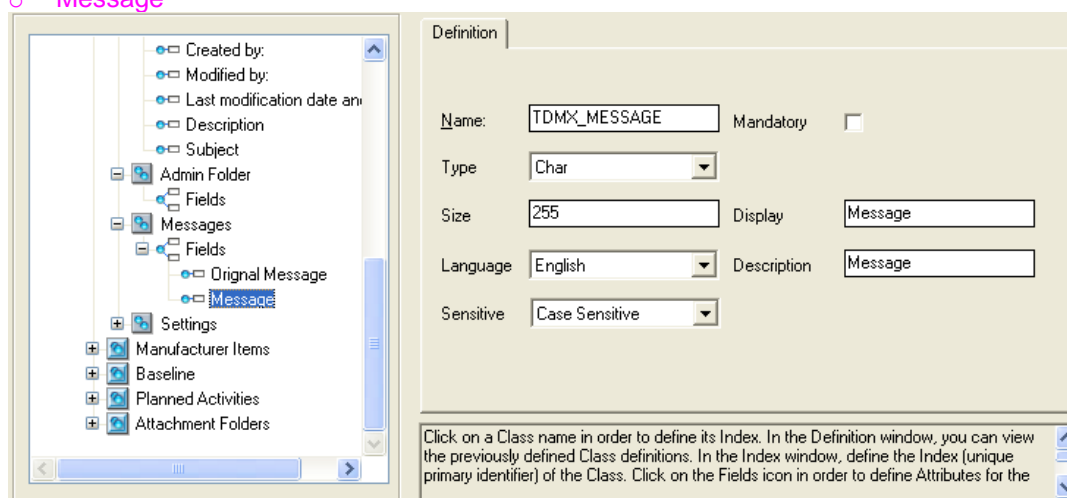 o Message
Created by:
Modified by:
Last modification date an
Description
Subject
Admin Folder
Fields
Messages
Fields
Orignal Message
Message
Settings
Manufacturer Items
Baseline
Planned Activities
Attachment Folders
Definition
Name: TDMX_MESSAGE Mandatory
Type Char
Size 255 Display Message
Language English Description Message
Sensitive Case Sensitive
Click on a Class name in order to define its Index. In the Definition window, you can view
the previously defined Class definitions. In the Index window, define the Index (unique
primary identifier) of the Class. Click on the Fields icon in order to define Attributes for the